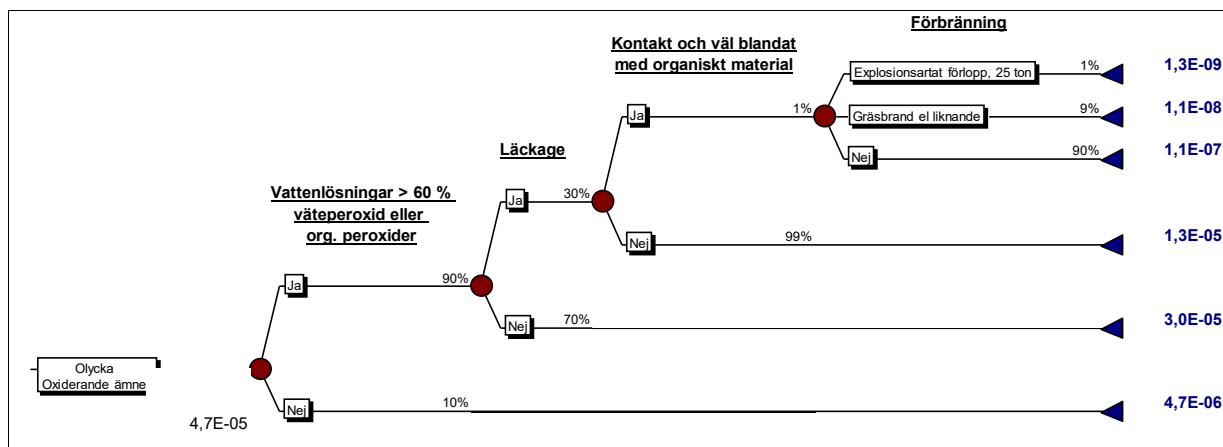 Förbränning
Kontakt och väl blandat
med organiskt material
Explosionsartat förlopp, 25 ton
1%
1,3E-09
Ja
1%
Gräsbrand el liknande
9%
1,1E-08
Läckage
Nej
90%
1,1E-07
Vattenlösningar > 60 %
väteperoxid eller
org. peroxider
Ja
30%
Nej
99%
1,3E-05
Ja
90%
Nej
70%
3,0E-05
Olycka
Oxiderande ämne
4,7E-05
Nej
10%
4,7E-06